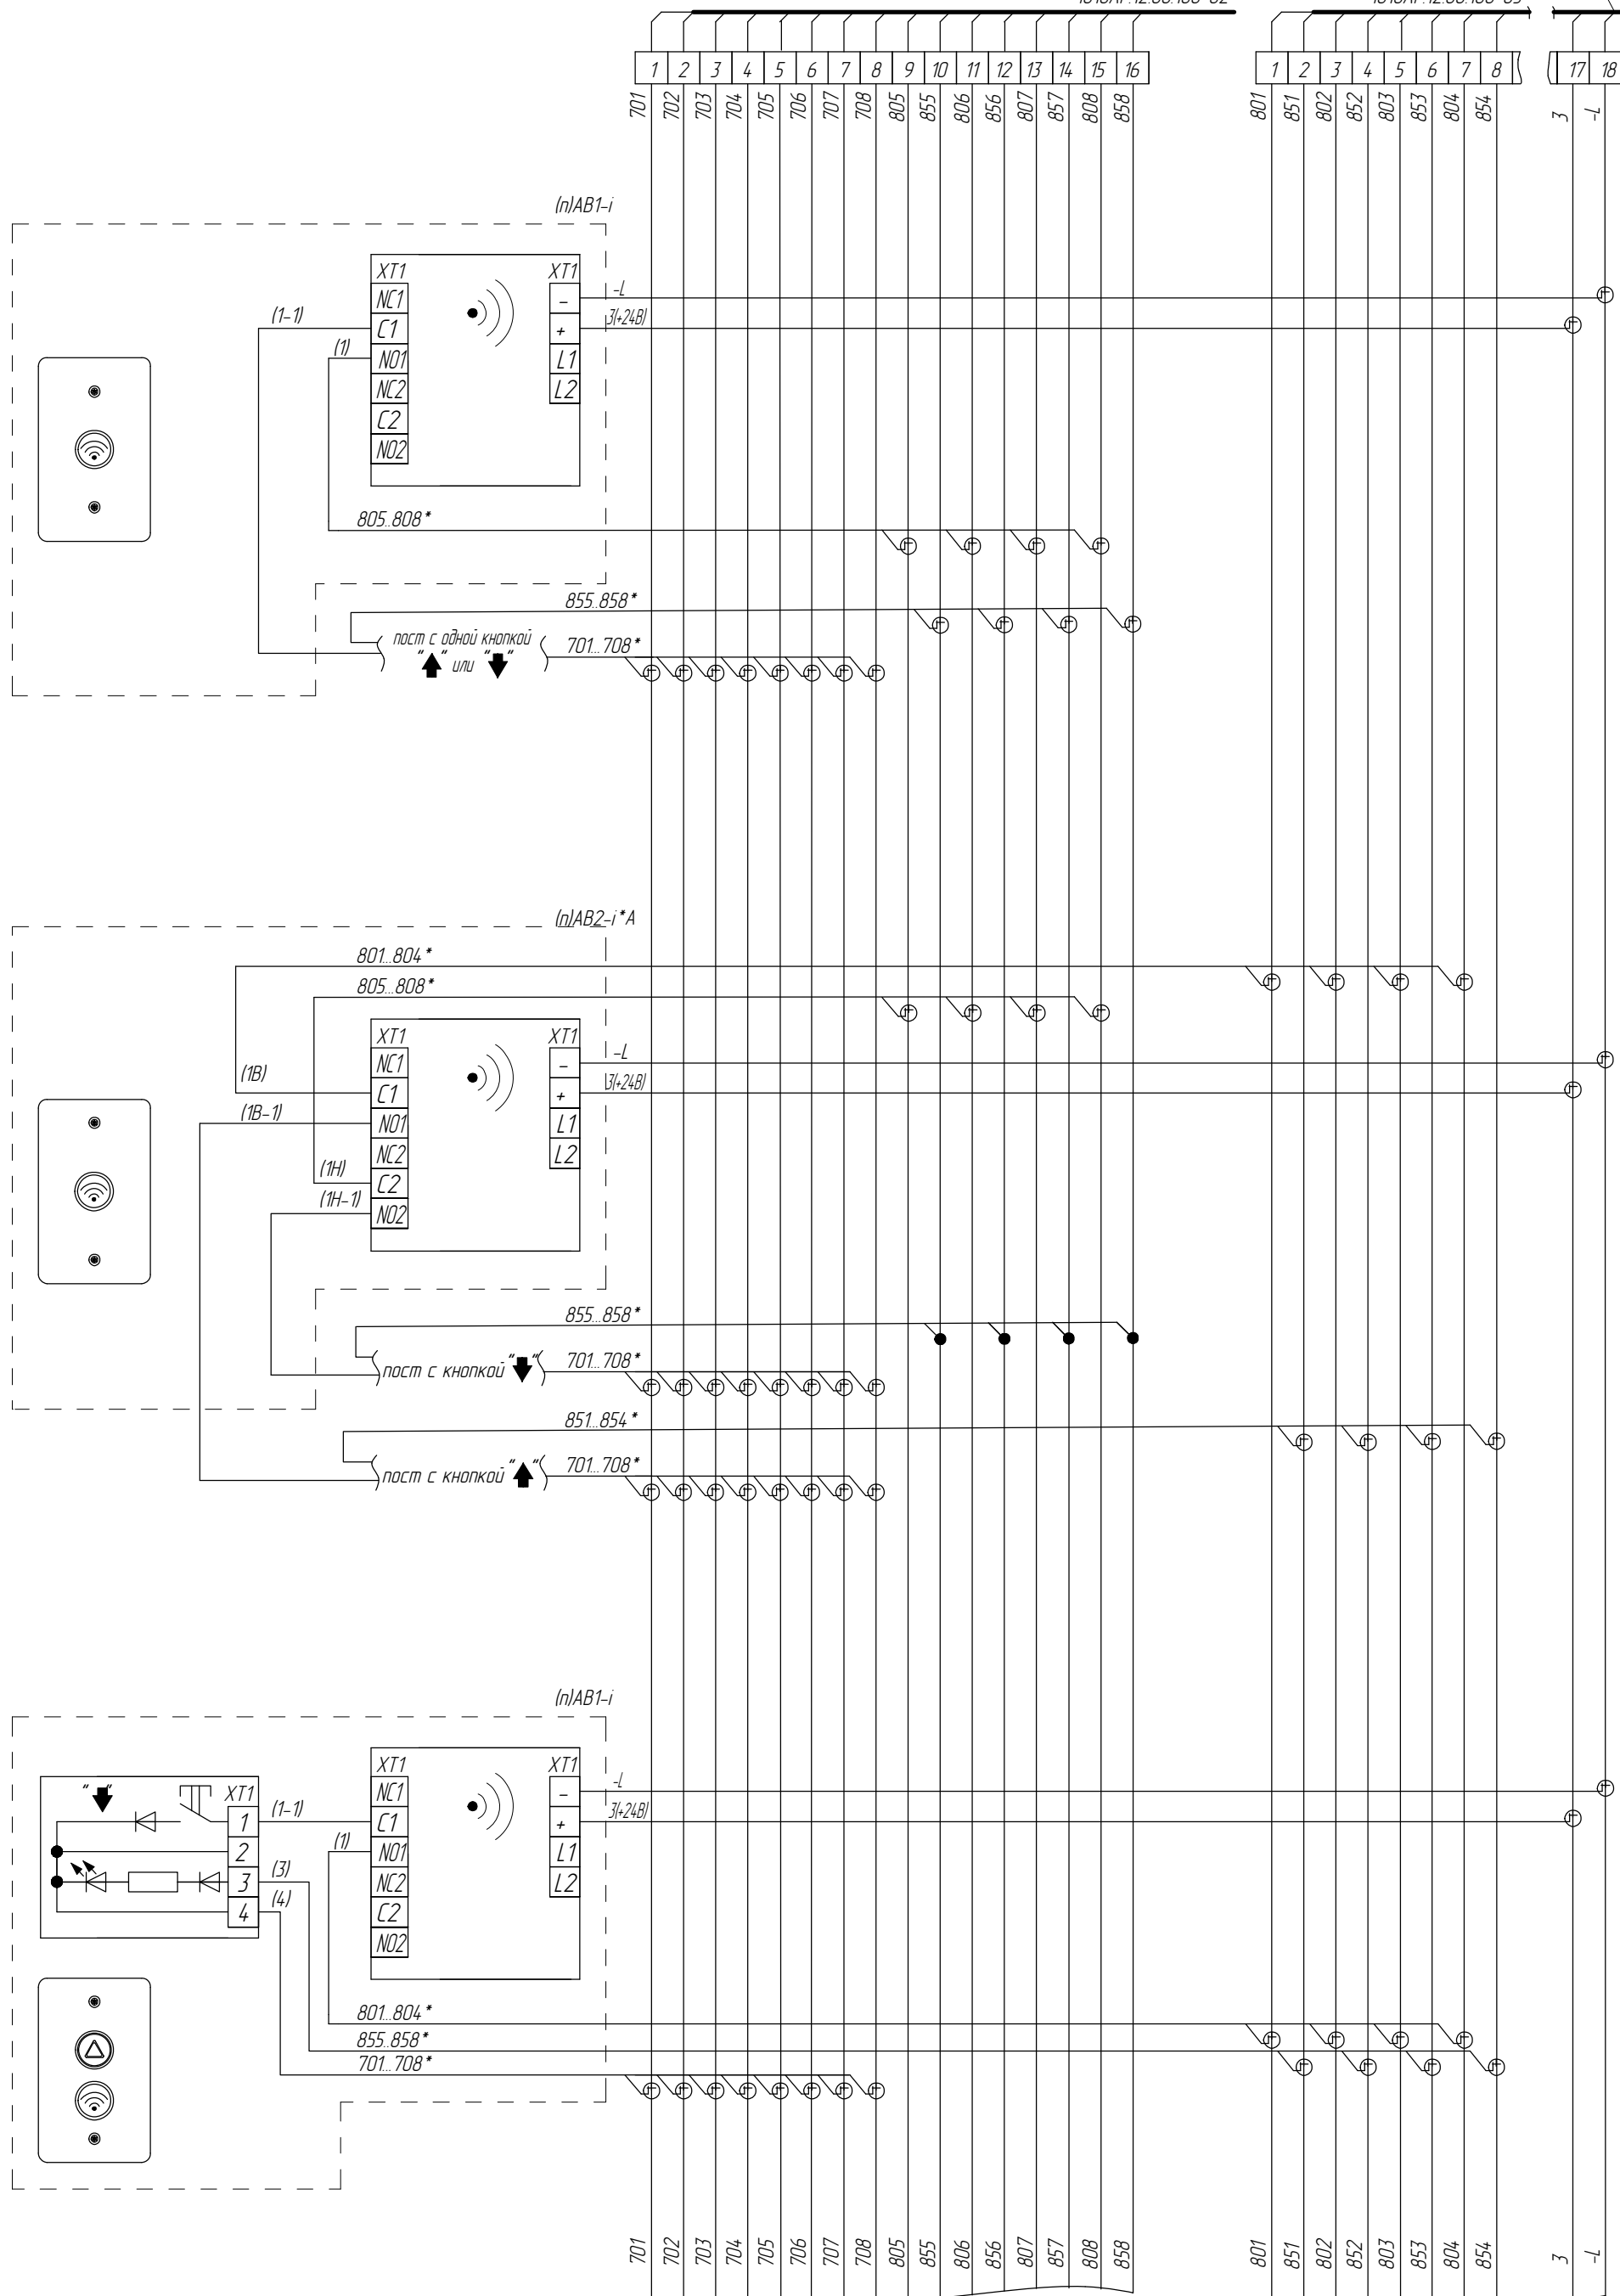 1 2 3 4 5 6 7 8 9 10 11 12 13 14 15 16 1 2 3 4 5 6 7 8 17 18
701 702 703 704 705 706 707 708 805 855 806 856 807 857 808 858 801 851 802 852 803 853 804 854 3 -L
(п)АВ1-i
XT1 XT1
NC1 - -L
(1-1) C1 + 3(+24В)
(1) NO1 L1
NC2 L2
C2
NO2
805..808*
855..858*
пост с одной кнопкой 701...708*
" " или " "
(п)АВ2-i*А
801...804*
805...808*
XT1 XT1
NC1 - -L
(1В) C1 + 3(+24В)
(1В-1) NO1 L1
NC2 L2
(1Н) C2
(1Н-1) NO2
855...858*
пост с кнопкой " " 701...708*
851...854*
пост с кнопкой " " 701...708*
(п)АВ1-i
XT1 XT1
" " XT1 NC1 - -L
1 (1-1) C1 + 3(+24В)
2 (1) NO1 L1
3 (3) NC2 L2
4 (4) C2
NO2
801...804*
855..858*
701...708*
701 702 703 704 705 706 707 708 805 855 806 856 807 857 808 858 801 851 802 852 803 853 804 854 3 -L